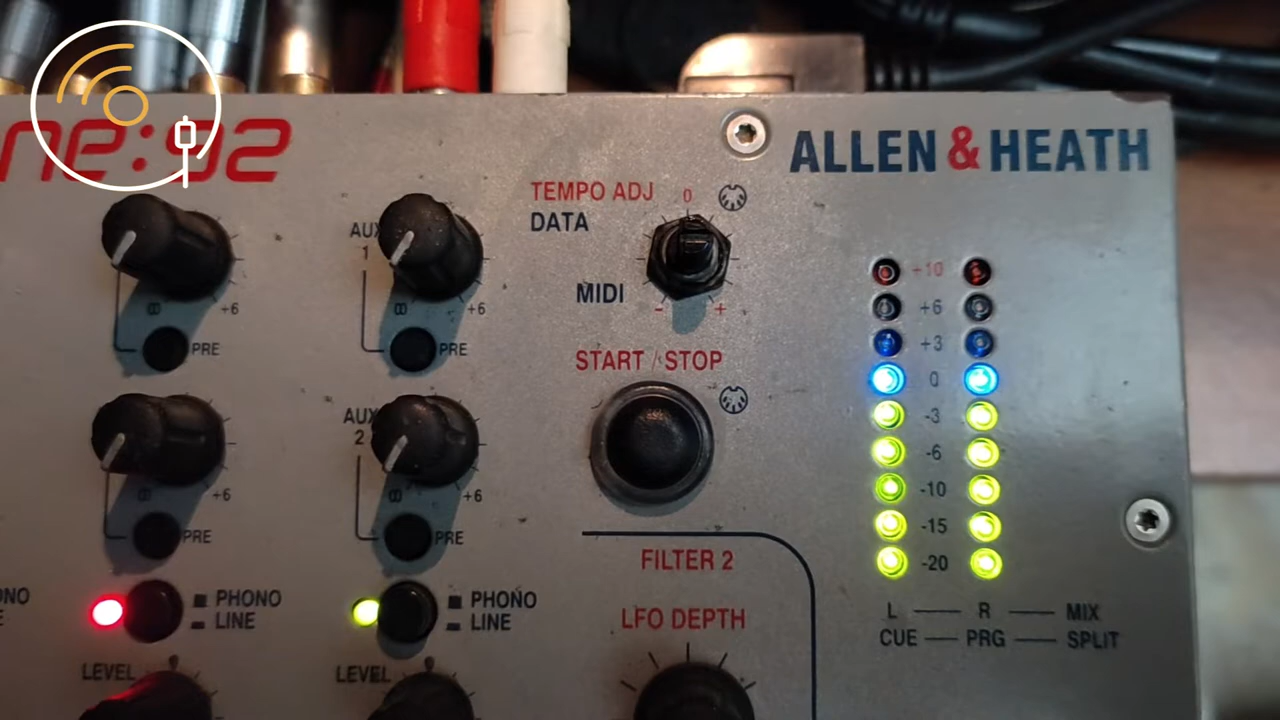 ne:92
ALLEN & HEATH
TEMPO ADJ
0
DATA
AUX
1
MIDI
- +
∞ +6
∞ +6
PRE
PRE
START / STOP
+10
+6
+3
0
-3
-6
-10
-15
-20
AUX
2
∞ +6
∞ +6
PRE
PRE
FILTER 2
LFO DEPTH
PHONO
LINE
PHONO
LINE
L R MIX
CUE PRG SPLIT
LEVEL
LEVEL